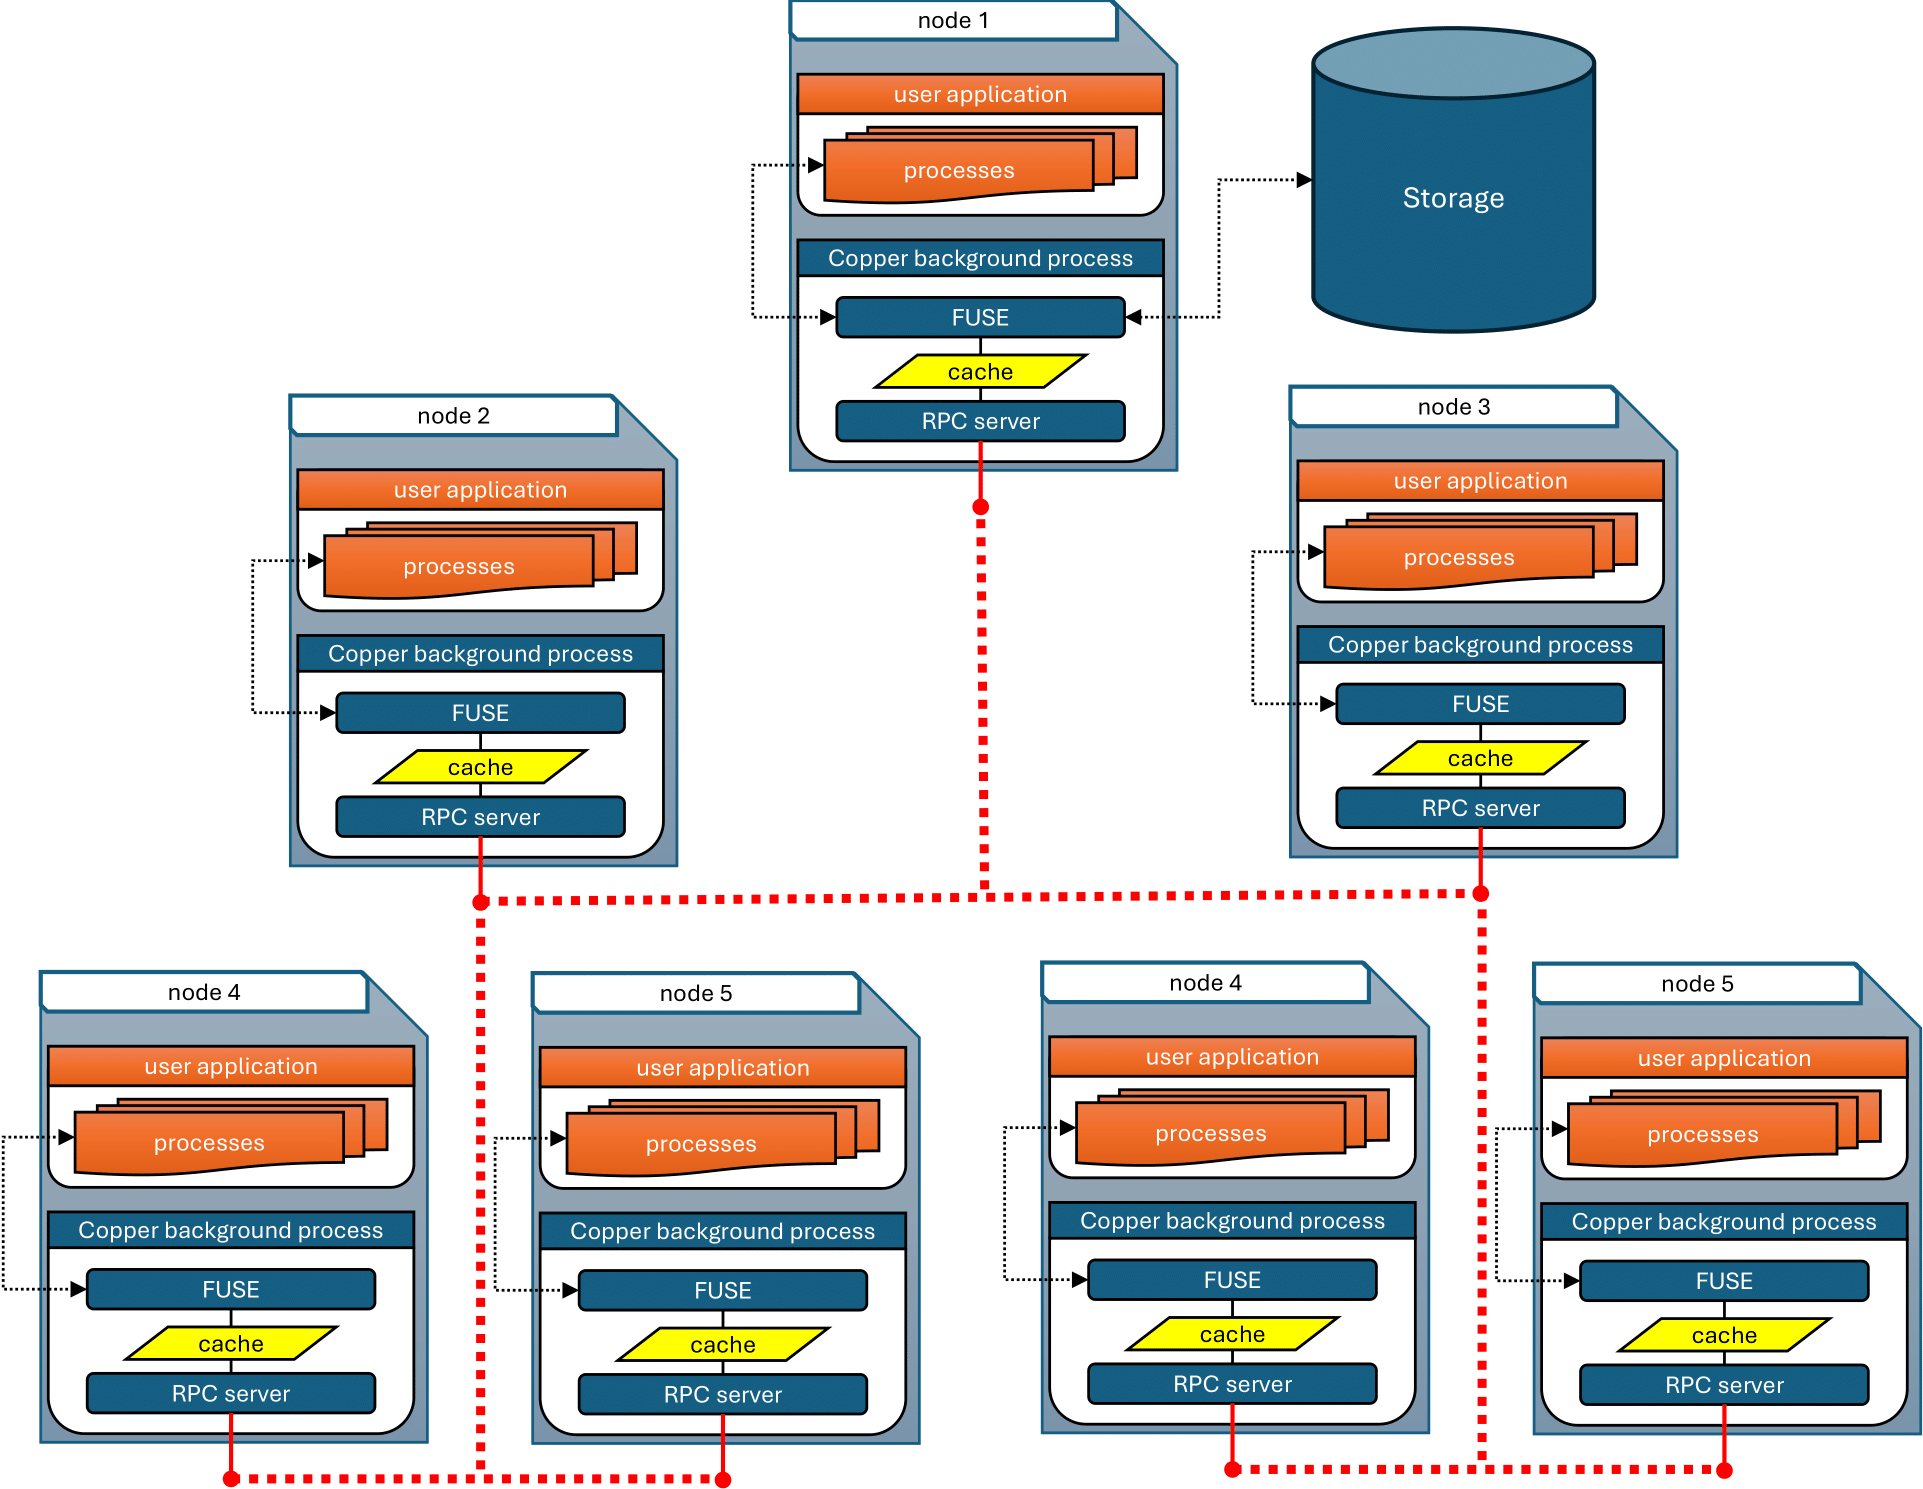 node 1
user application
processes
Copper background process
FUSE
cache
RPC server
Storage
node 2
user application
processes
Copper background process
FUSE
cache
RPC server
node 3
user application
processes
Copper background process
FUSE
cache
RPC server
node 4
user application
processes
Copper background process
FUSE
cache
RPC server
node 5
user application
processes
Copper background process
FUSE
cache
RPC server
node 4
user application
processes
Copper background process
FUSE
cache
RPC server
node 5
user application
processes
Copper background process
FUSE
cache
RPC server